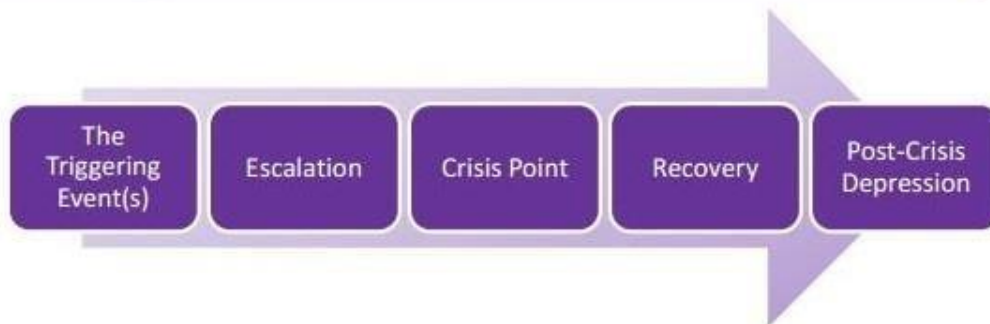 The
Triggering
Event(s)
Escalation
Crisis Point
Recovery
Post-Crisis
Depression